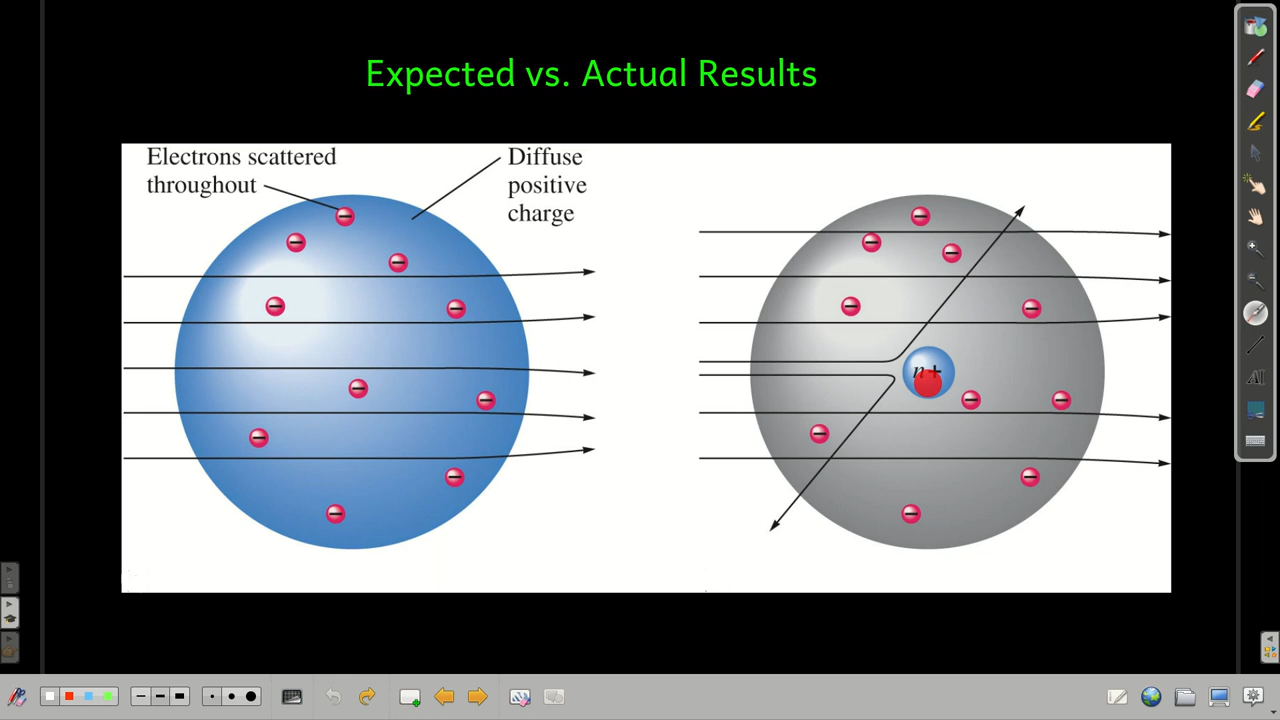 Expected vs. Actual Results
Electrons scattered
throughout
Diffuse
positive
charge
n+